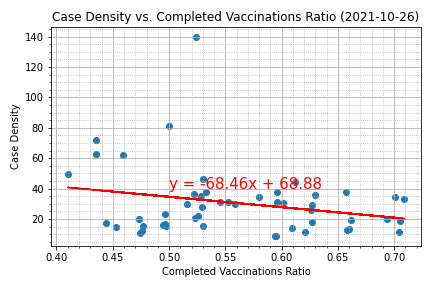 Case Density vs. Completed Vaccinations Ratio (2021-10-26)
140
120
100
80
60
40
20
Case Density
y = -68.46x + 68.88
0.40 0.45 0.50 0.55 0.60 0.65 0.70
Completed Vaccinations Ratio